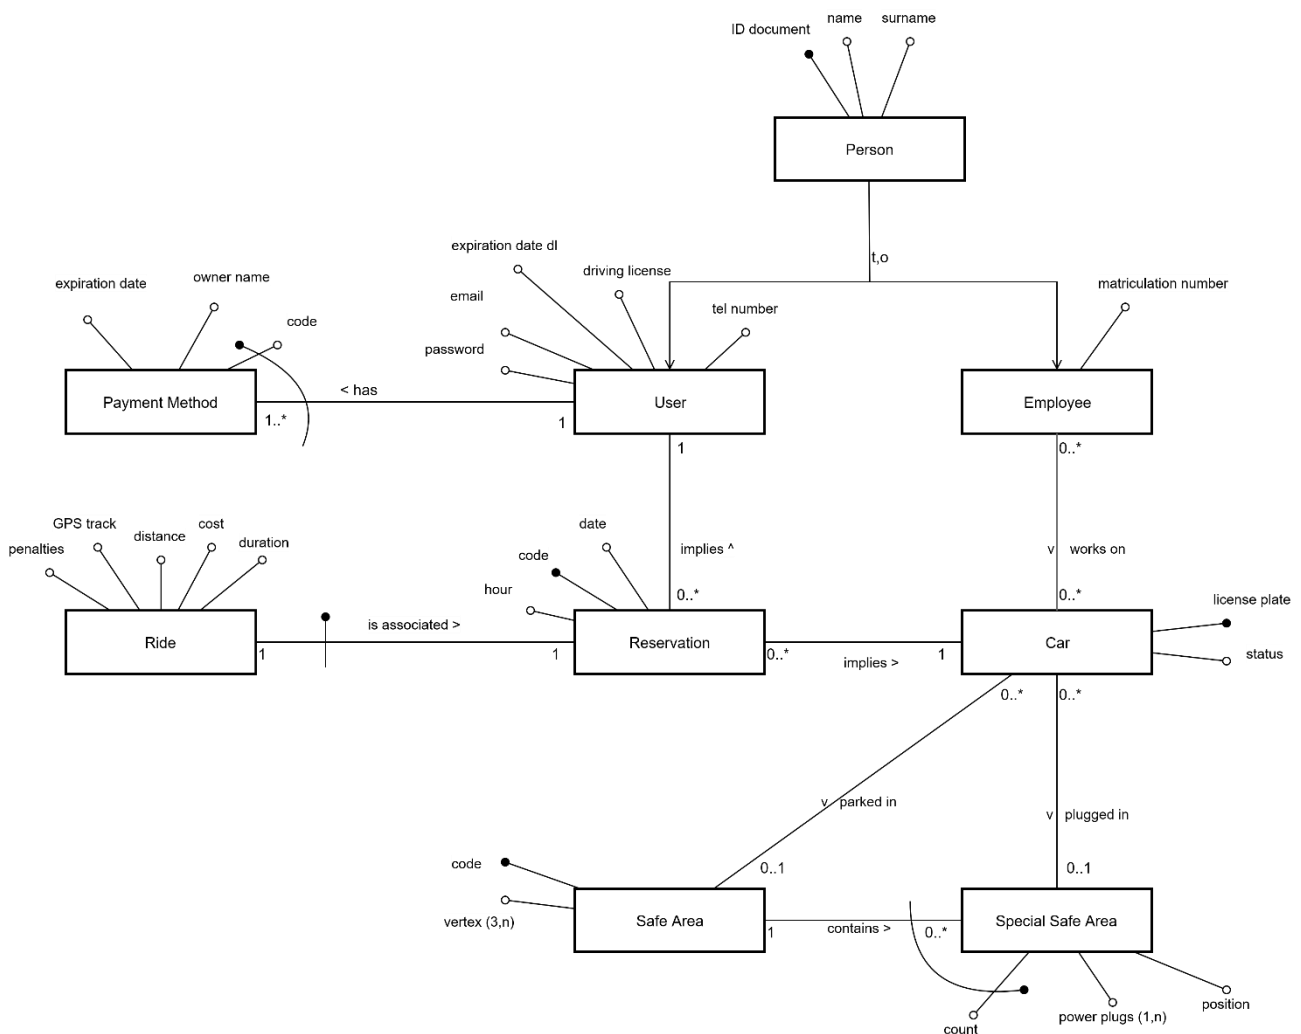 name
surname
ID document
Person
t,o
expiration date dl
driving license
email
tel number
password
matriculation number
expiration date
owner name
code
Payment Method
< has
1..*
1
User
1
Employee
0..*
GPS track
cost
penalties
distance
duration
Ride
1
is associated >
1
date
code
hour
implies ^
0..*
Reservation
0..*
implies >
1
v works on
0..*
Car
license plate
status
0..*
0..*
v parked in
v plugged in
0..1
0..1
code
vertex (3,n)
Safe Area
1
contains >
0..*
Special Safe Area
count
power plugs (1,n)
position